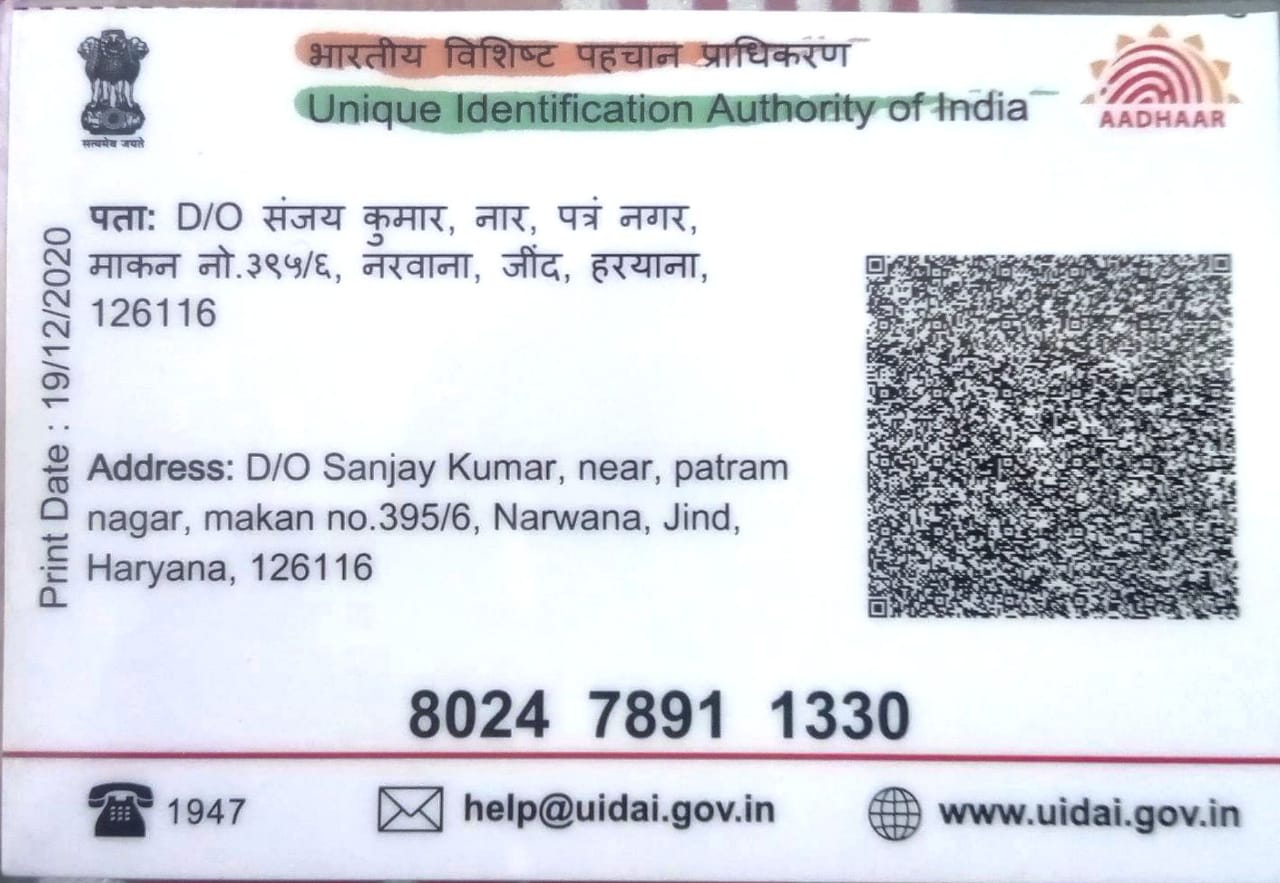 भारतीय विशिष्ट पहचान प्राधिकरण
Unique Identification Authority of India
AADHAAR
सत्यमेव जयते
पता: D/O संजय कुमार, नार, पत्रं नगर,
माकन नो.३९५/६, नरवाना, जींद, हरयाना,
126116
Print Date : 19/12/2020
Address: D/O Sanjay Kumar, near, patram
nagar, makan no.395/6, Narwana, Jind,
Haryana, 126116
8024 7891 1330
1947
help@uidai.gov.in
www.uidai.gov.in